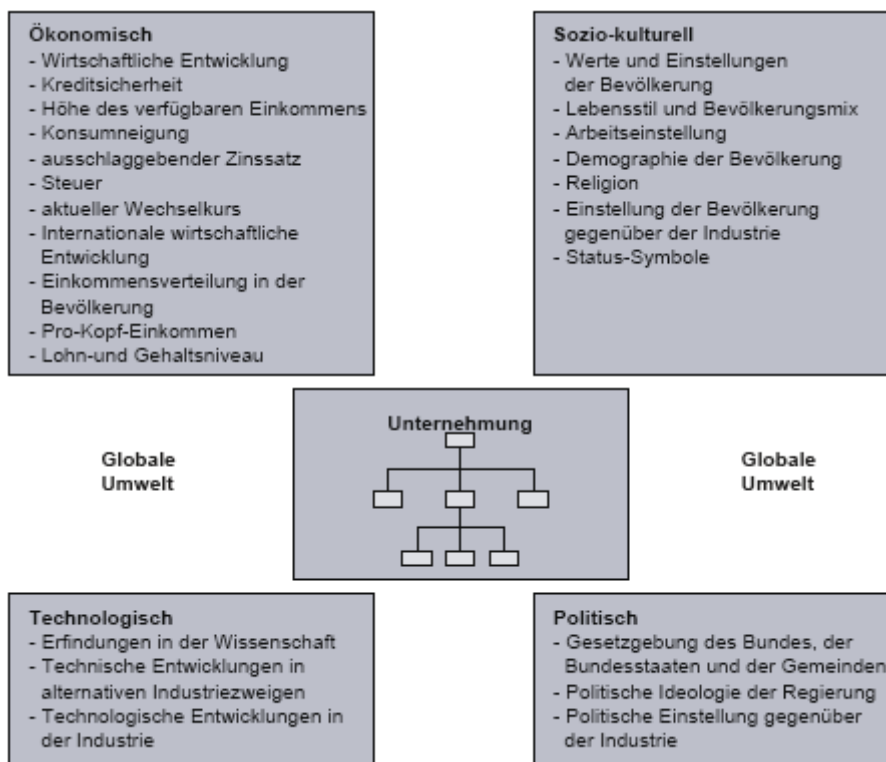 Ökonomisch
- Wirtschaftliche Entwicklung
- Kreditsicherheit
- Höhe des verfügbaren Einkommens
- Konsumneigung
- ausschlaggebender Zinssatz
- Steuer
- aktueller Wechselkurs
- Internationale wirtschaftliche
Entwicklung
- Einkommensverteilung in der
Bevölkerung
- Pro-Kopf-Einkommen
- Lohn-und Gehaltsniveau
Sozio-kulturell
- Werte und Einstellungen
der Bevölkerung
- Lebensstil und Bevölkerungsmix
- Arbeitseinstellung
- Demographie der Bevölkerung
- Religion
- Einstellung der Bevölkerung
gegenüber der Industrie
- Status-Symbole
Globale
Umwelt
Unternehmung
Globale
Umwelt
Technologisch
- Erfindungen in der Wissenschaft
- Technische Entwicklungen in
alternativen Industriezweigen
- Technologische Entwicklungen in
der Industrie
Politisch
- Gesetzgebung des Bundes, der
Bundesstaaten und der Gemeinden
- Politische Ideologie der Regierung
- Politische Einstellung gegenüber
der Industrie